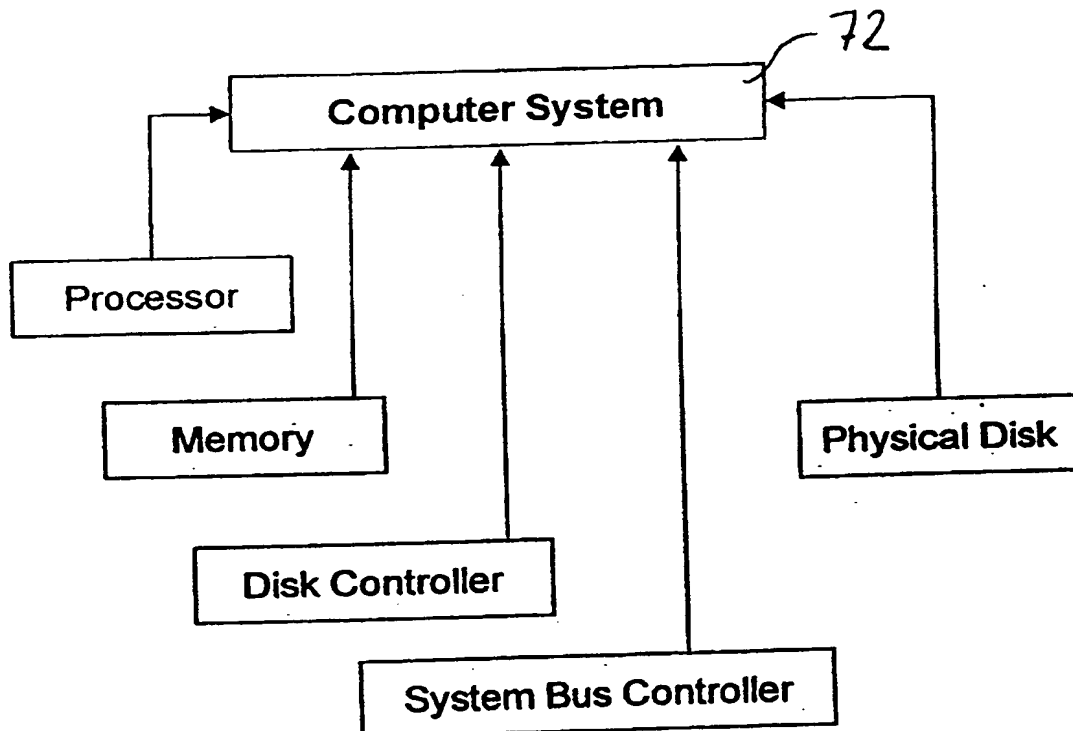 72
Computer System
Processor
Memory
Physical Disk
Disk Controller
System Bus Controller